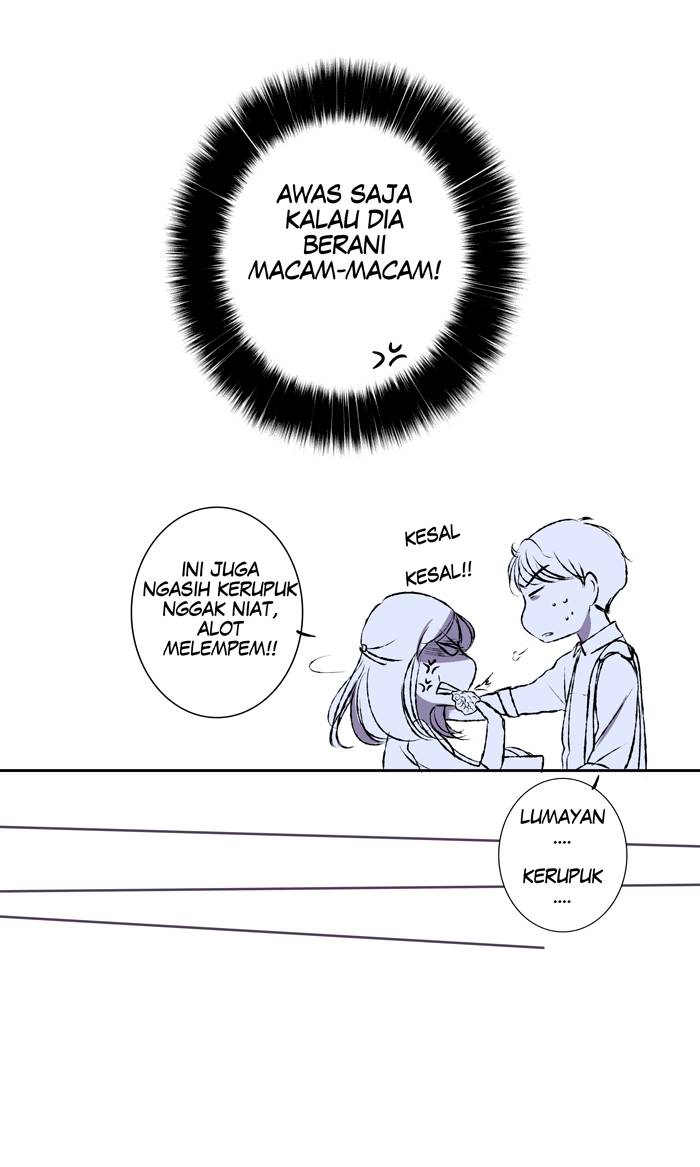 AWAS SAJA
KALAU DIA
BERANI
MACAM-MACAM!
KESAL
KESAL!!
INI JUGA
NGASIH KERUPUK
NGGAK NIAT,
ALOT
MELEMPEM!!
LUMAYAN
....
KERUPUK
....